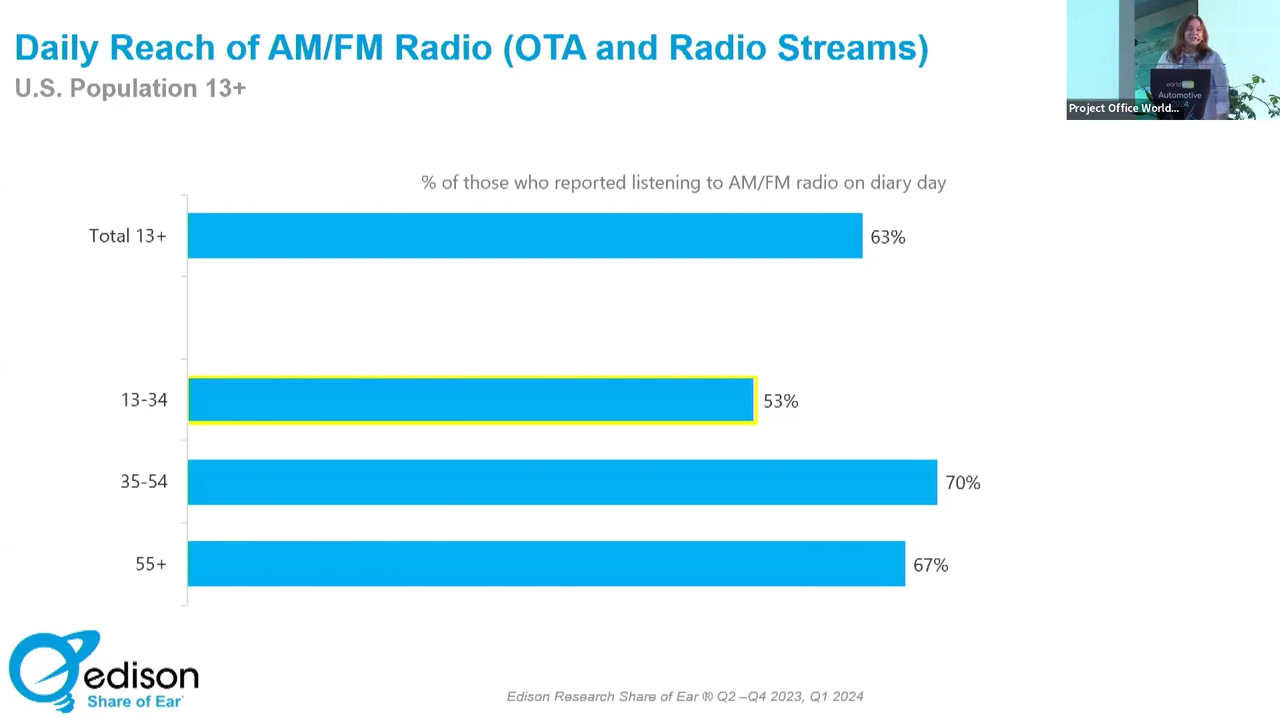 Daily Reach of AM/FM Radio (OTA and Radio Streams)
U.S. Population 13+
world
Automotive
2024
Project Office World...
% of those who reported listening to AM/FM radio on diary day
Total 13+
63%
13-34
53%
35-54
70%
55+
67%
edison
Share of Ear
Edison Research Share of Ear ® Q2 –Q4 2023, Q1 2024